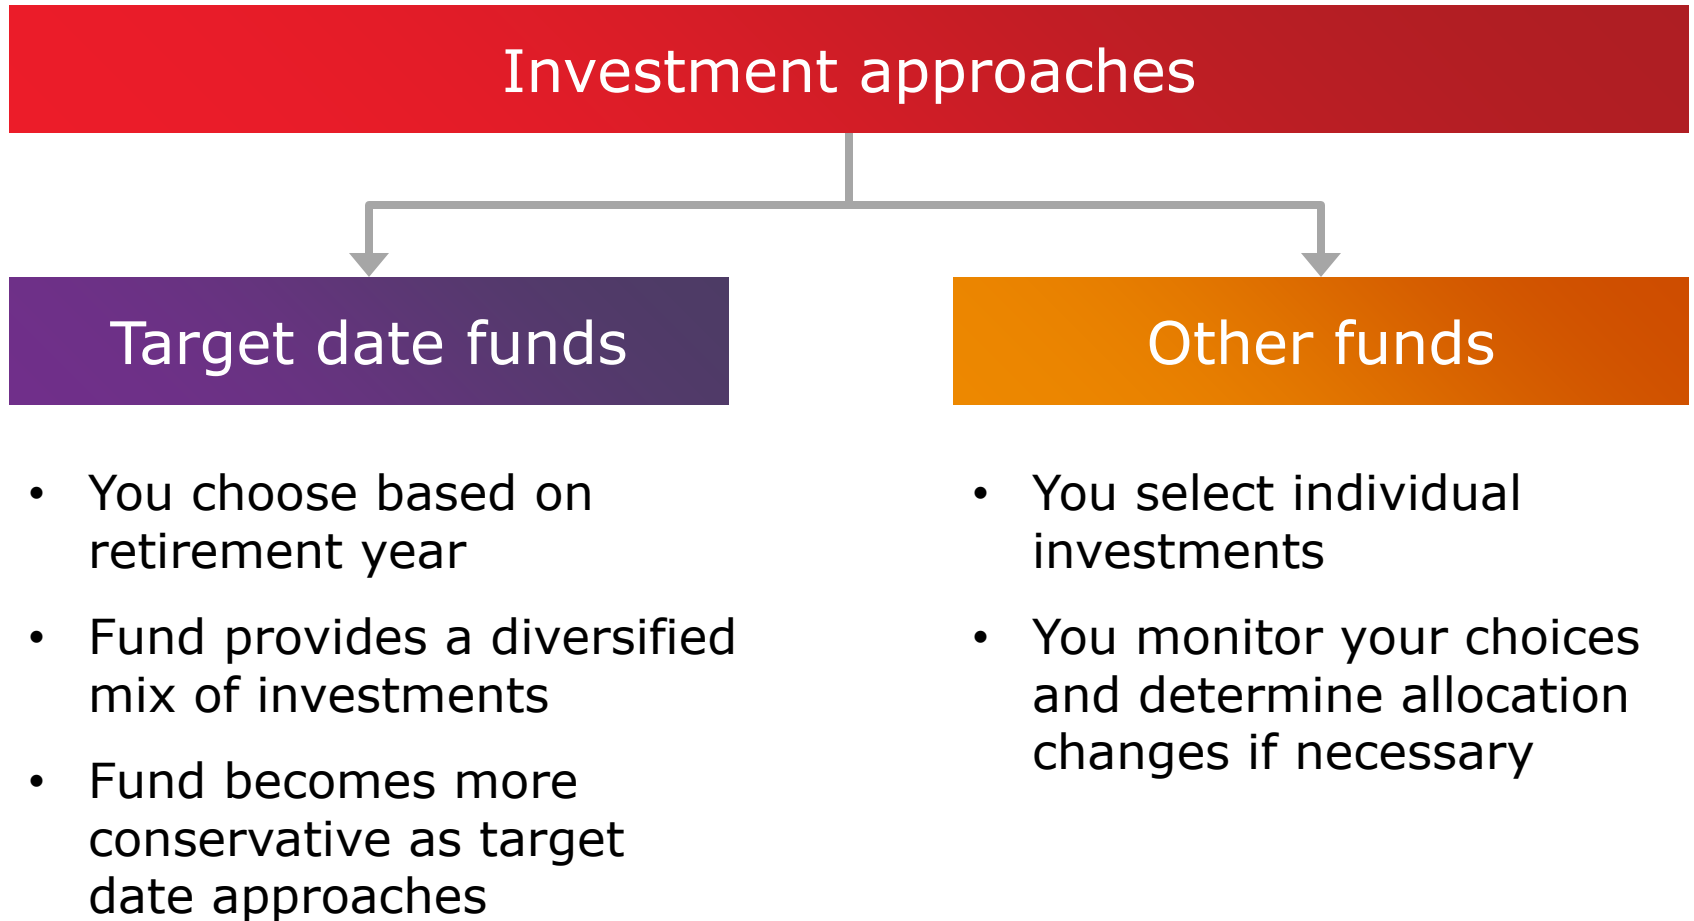 Investment approaches
Target date funds
• You choose based on
retirement year
• Fund provides a diversified
mix of investments
• Fund becomes more
conservative as target
date approaches
Other funds
• You select individual
investments
• You monitor your choices
and determine allocation
changes if necessary